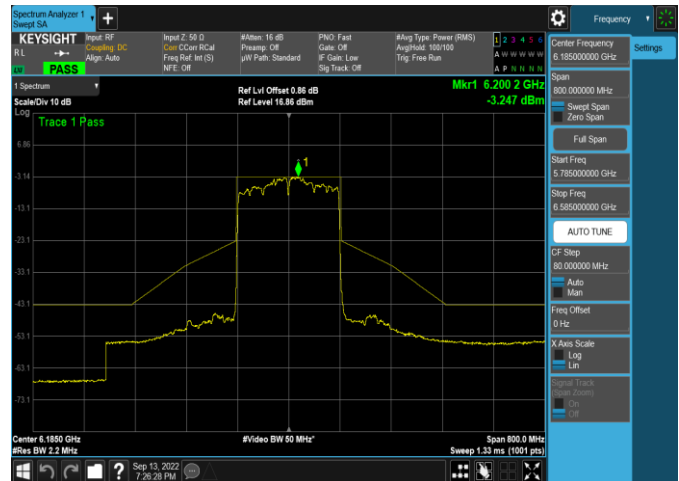 Spectrum Analyzer 1
Swept SA
+
Frequency
KEYSIGHT
R L
PASS
Input: RF
Coupling: DC
Align: Auto
Input Z: 50 Ω
Corr CCorr RCal
Freq Ref: Int (S)
NFE: Off
#Atten: 16 dB
Preamp: Off
µW Path: Standard
PNO: Fast
Gate: Off
IF Gain: Low
Sig Track: Off
#Avg Type: Power (RMS)
Avg|Hold: 100/100
Trig: Free Run
1 2 3 4 5 6
A W W W W W
A P N N N N
1 Spectrum
Scale/Div 10 dB
Log
Ref Lvl Offset 0.86 dB
Ref Level 16.86 dBm
Mkr1 6.200 2 GHz
-3.247 dBm
Trace 1 Pass
1
6.86
-3.14
-13.1
-23.1
-33.1
-43.1
-53.1
-63.1
-73.1
Center 6.1850 GHz
#Res BW 2.2 MHz
#Video BW 50 MHz*
Span 800.0 MHz
Sweep 1.33 ms (1001 pts)
?
Sep 13, 2022
7:26:28 PM
Center Frequency
6.185000000 GHz
Settings
Span
800.000000 MHz
Swept Span
Zero Span
Full Span
Start Freq
5.785000000 GHz
Stop Freq
6.585000000 GHz
AUTO TUNE
CF Step
80.000000 MHz
Auto
Man
Freq Offset
0 Hz
X Axis Scale
Log
Lin
Signal Track
(Span Zoom)
On
Off